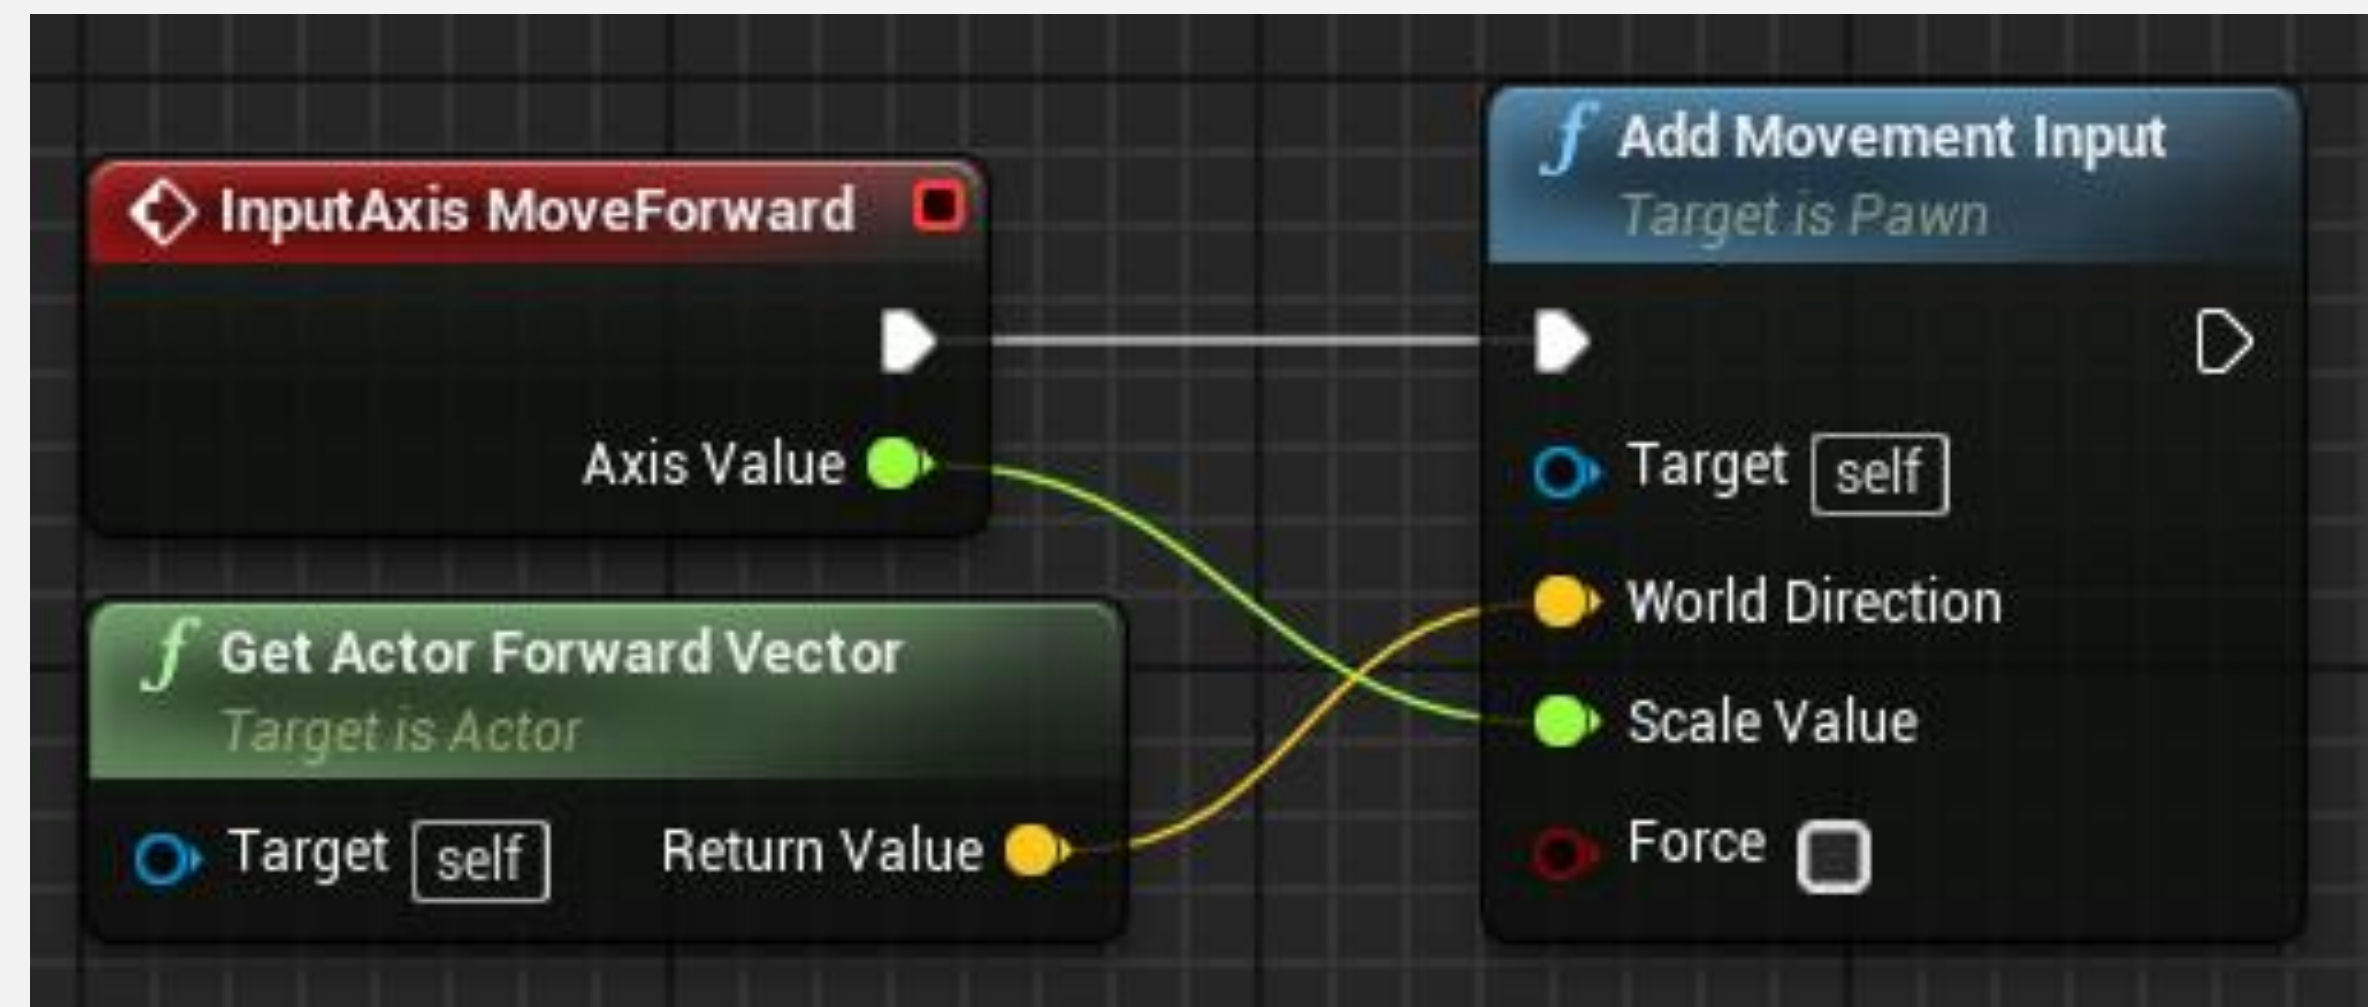 InputAxis MoveForward
Axis Value
Get Actor Forward Vector
Target is Actor
Target self
Return Value
Add Movement Input
Target is Pawn
Target self
World Direction
Scale Value
Force